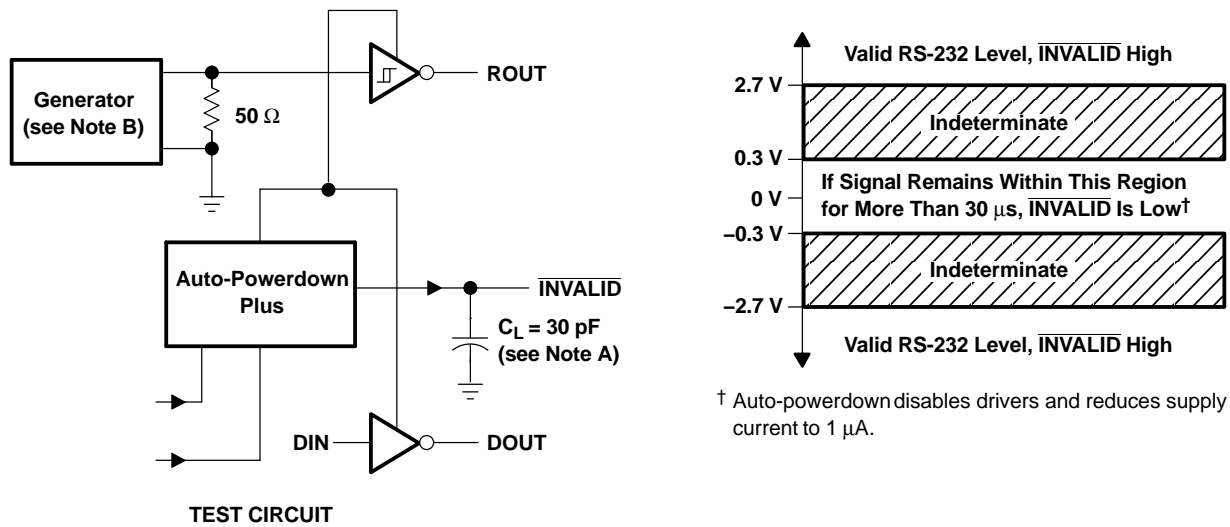 Generator
(see Note B)
50 Ω
ROUT
Auto-Powerdown
Plus
INVALID
C_L = 30 pF
(see Note A)
DIN
DOUT
TEST CIRCUIT
Valid RS-232 Level, INVALID High
2.7 V
Indeterminate
0.3 V
If Signal Remains Within This Region
0 V
for More Than 30 μs, INVALID Is Low†
–0.3 V
Indeterminate
–2.7 V
Valid RS-232 Level, INVALID High
† Auto-powerdown disables drivers and reduces supply
current to 1 μA.